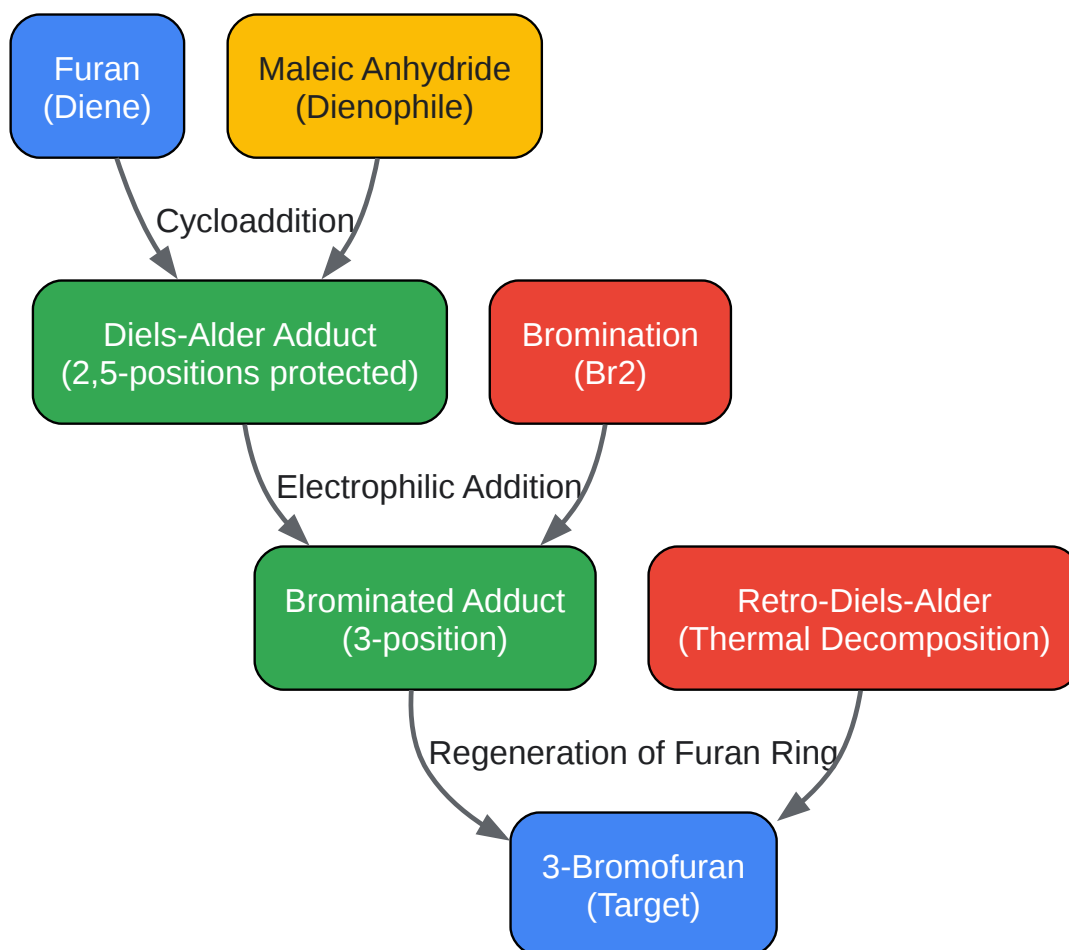 Furan
(Diene)
Maleic Anhydride
(Dienophile)
Cycloaddition
Diels-Alder Adduct
(2,5-positions protected)
Bromination
(Br2)
Electrophilic Addition
Brominated Adduct
(3-position)
Retro-Diels-Alder
(Thermal Decomposition)
Regeneration of Furan Ring
3-Bromofuran
(Target)